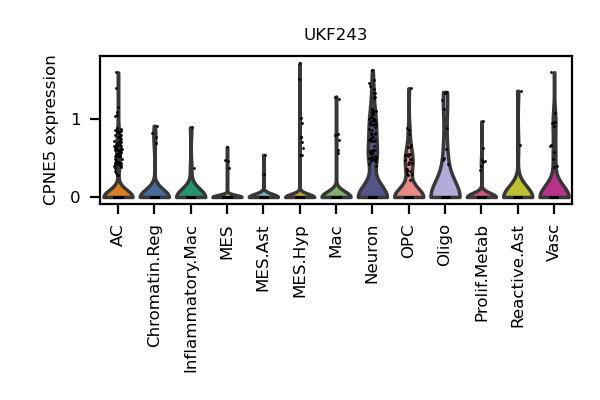 UKF243
CPNE5 expression
1
0
AC
Chromatin.Reg
Inflammatory.Mac
MES
MES.Ast
MES.Hyp
Mac
Neuron
OPC
Oligo
Prolif.Metab
Reactive.Ast
Vasc